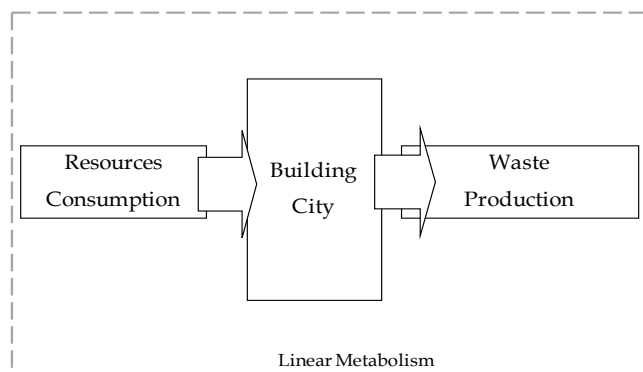 Resources
Consumption
Building
City
Waste
Production
Linear Metabolism